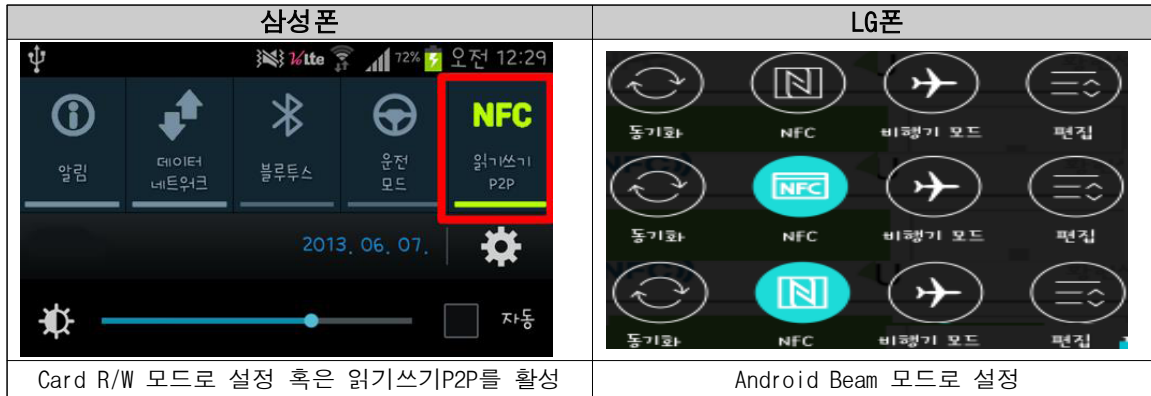 삼성폰
LG폰
Vo lte 72% 오전 12:29
NFC
알림
데이터
네트워크
블루투스
운전
모드
읽기쓰기
P2P
2013. 06. 07.
자동
동기화 NFC 비행기 모드 편집
NFC
동기화 NFC 비행기 모드 편집
동기화 NFC 비행기 모드 편집
Card R/W 모드로 설정 혹은 읽기쓰기P2P를 활성
Android Beam 모드로 설정